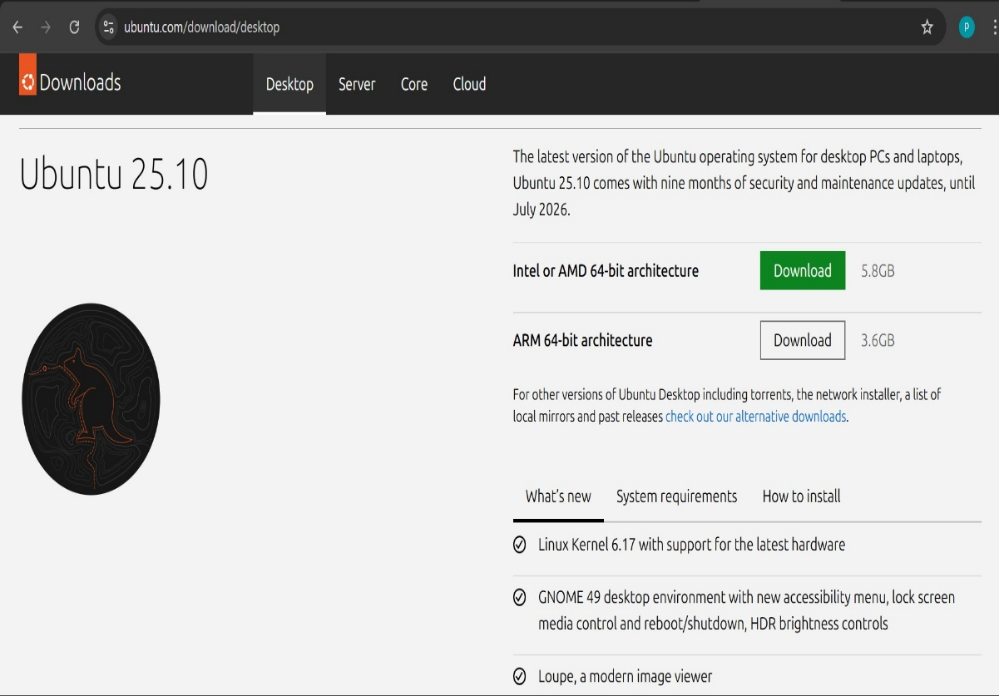 ubuntu.com/download/desktop
P
Downloads
Desktop
Server
Core
Cloud
Ubuntu 25.10
The latest version of the Ubuntu operating system for desktop PCs and laptops,
Ubuntu 25.10 comes with nine months of security and maintenance updates, until
July 2026.
Intel or AMD 64-bit architecture
Download
5.8GB
ARM 64-bit architecture
Download
3.6GB
For other versions of Ubuntu Desktop including torrents, the network installer, a list of
local mirrors and past releases check out our alternative downloads.
What's new
System requirements
How to install
Linux Kernel 6.17 with support for the latest hardware
GNOME 49 desktop environment with new accessibility menu, lock screen
media control and reboot/shutdown, HDR brightness controls
Loupe, a modern image viewer